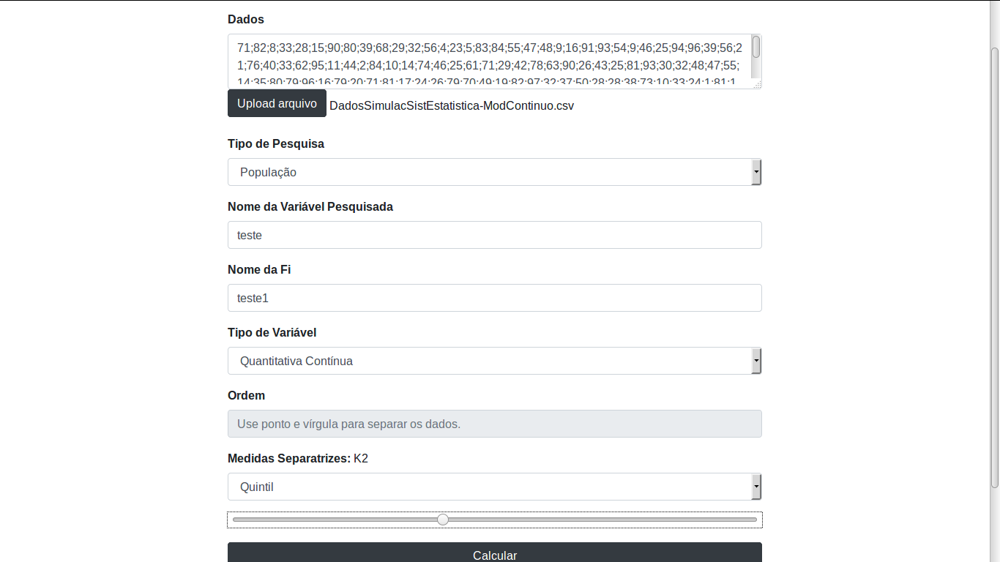 Dados
71;82;8;33;28;15;90;80;39;68;29;32;56;4;23;5;83;84;55;47;48;9;16;91;93;54;9;46;25;94;96;39;56;2
1;76;40;33;62;95;11;44;2;84;10;14;74;46;25;61;71;29;42;78;63;90;26;43;25;81;93;30;32;48;47;55;
14;35;80;79;96;16;79;20;71;81;17;24;26;79;70;49;19;82;97;32;37;50;28;28;38;73;10;33;24;1;81;1
Upload arquivo DadosSimulacSistEstatistica-ModContinuo.csv
Tipo de Pesquisa
População
Nome da Variável Pesquisada
teste
Nome da Fi
teste1
Tipo de Variável
Quantitativa Contínua
Ordem
Use ponto e vírgula para separar os dados.
Medidas Separatrizes: K2
Quintil
Calcular